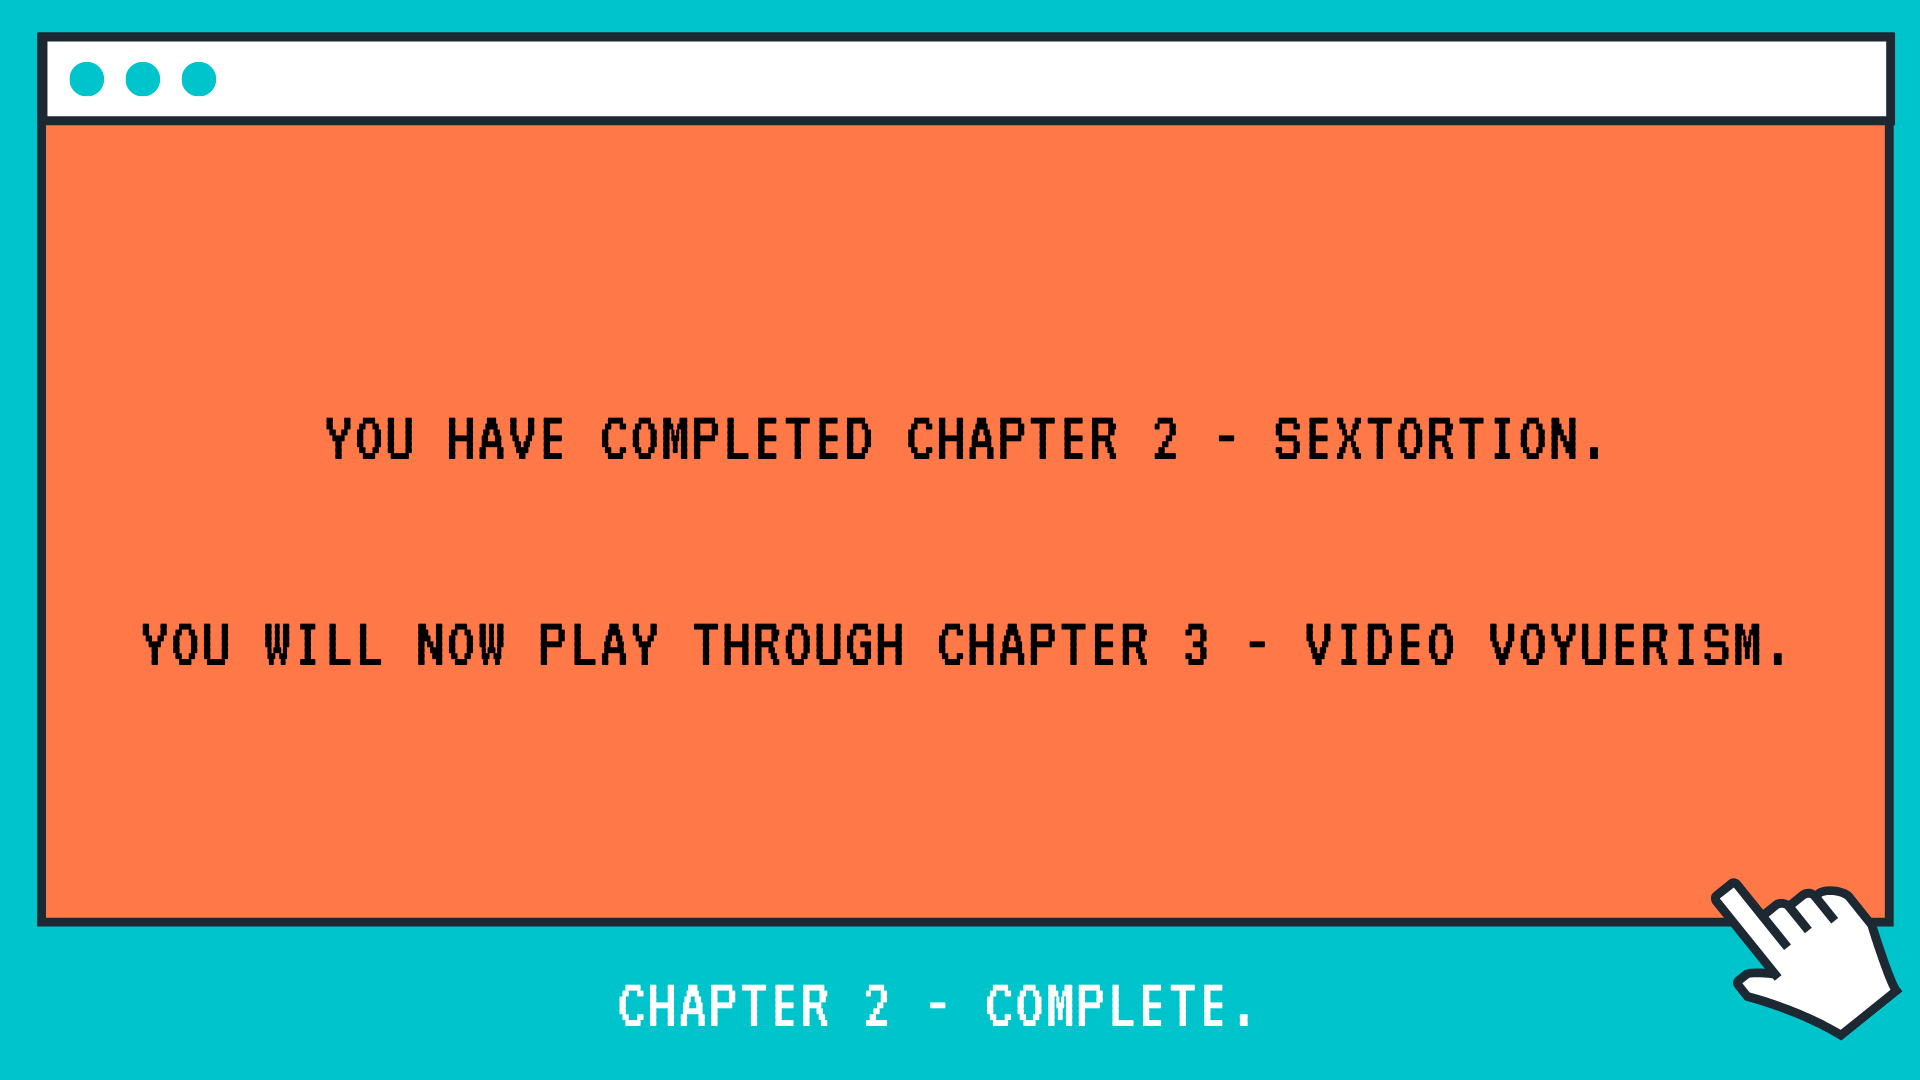 YOU HAVE COMPLETED CHAPTER 2 - SEXTORTION.
YOU WILL NOW PLAY THROUGH CHAPTER 3 - VIDEO VOYUERISM.
CHAPTER 2 - COMPLETE.